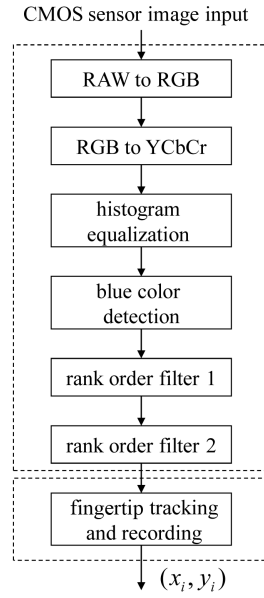 CMOS sensor image input
RAW to RGB
RGB to YCbCr
histogram
equalization
blue color
detection
rank order filter 1
rank order filter 2
fingertip tracking
and recording
(x_i, y_i)